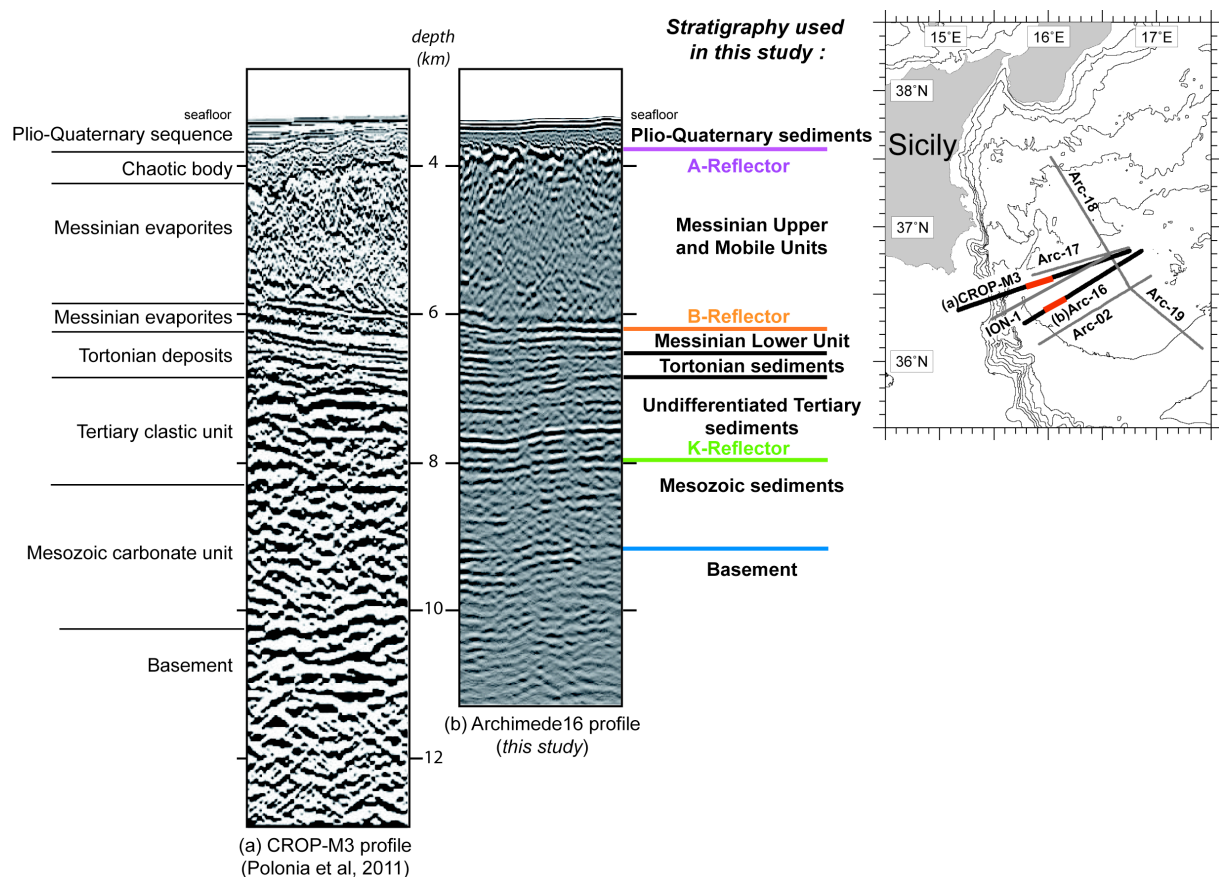 depth
(km)
Stratigraphy used
in this study :
seafloor
Plio-Quaternary sequence
Chaotic body
Messinian evaporites
Messinian evaporites
Tortonian deposits
Tertiary clastic unit
Mesozoic carbonate unit
Basement
4
6
8
10
12
(a) CROP-M3 profile
(Polonia et al, 2011)
(b) Archimede16 profile
(this study)
seafloor
Plio-Quaternary sediments
A-Reflector
Messinian Upper
and Mobile Units
B-Reflector
Messinian Lower Unit
Tortonian sediments
Undifferentiated Tertiary
sediments
K-Reflector
Mesozoic sediments
Basement
15˚E
16˚E
17˚E
38˚N
Sicily
37˚N
36˚N
Arc-18
Arc-17
(a)CROP-M3
(b)Arc-16
ION-1
Arc-02
Arc-19